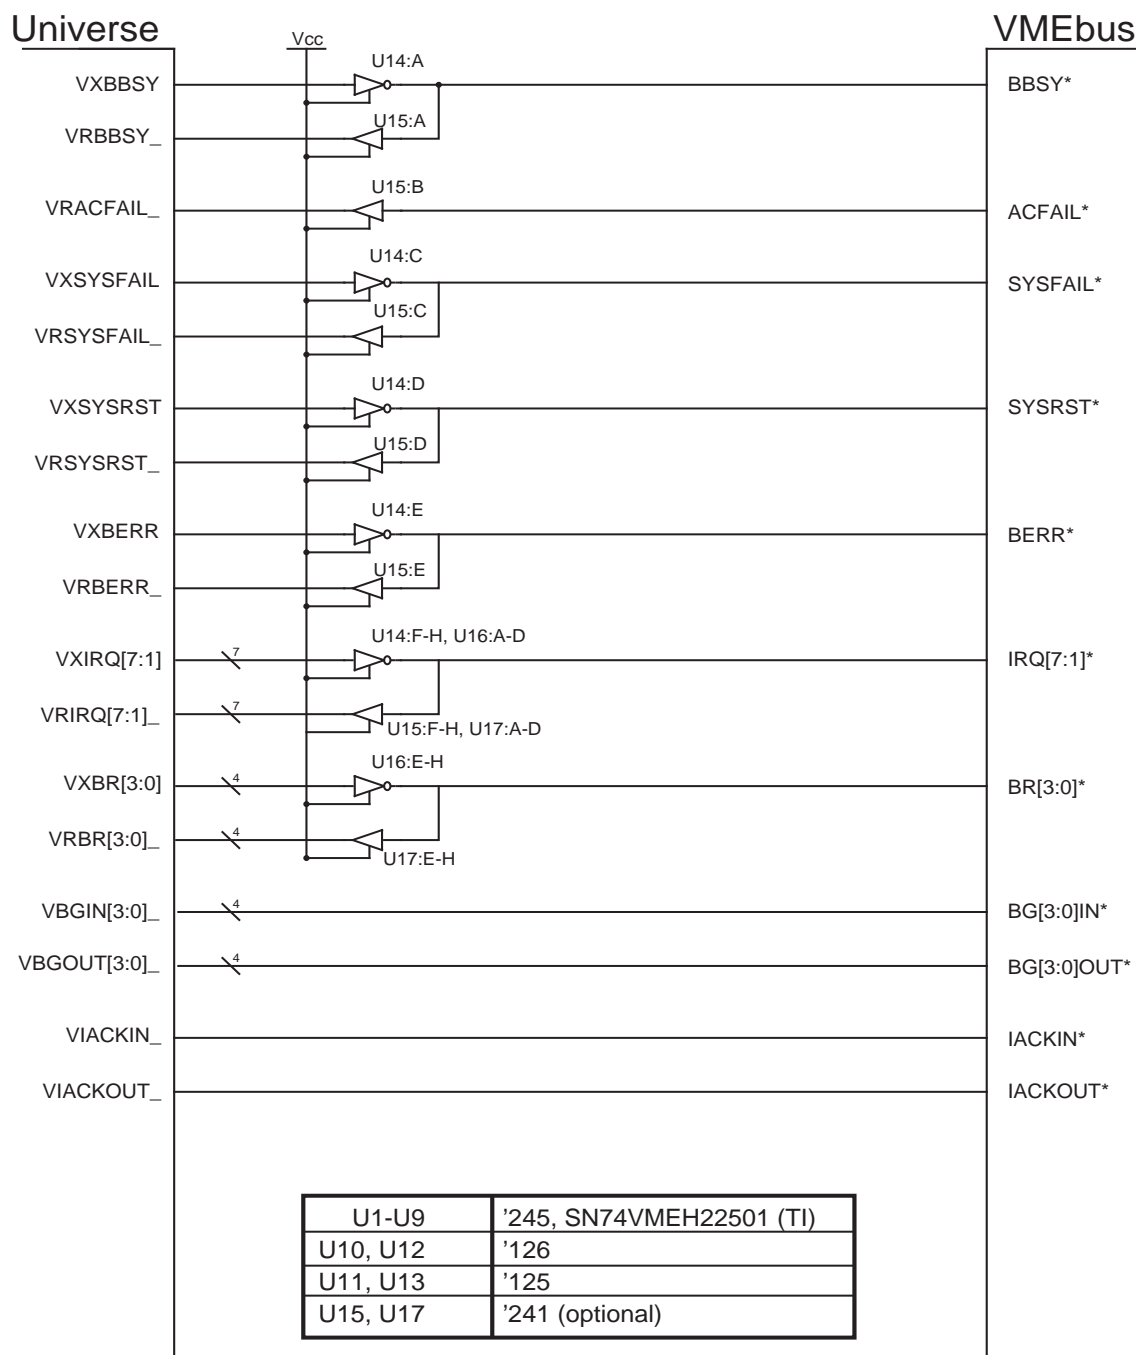 Universe
Vcc
VMEbus
U14:A
VXBBSY
BBSY*
U15:A
VRBBSY_
U15:B
VRACFAIL_
ACFAIL*
U14:C
VXSYSFAIL
SYSFAIL*
U15:C
VRSYSFAIL_
U14:D
VXSYSRST
SYSRST*
U15:D
VRSYSRST_
U14:E
VXBERR
BERR*
U15:E
VRBERR_
U14:F-H, U16:A-D
VXIRQ[7:1]
7
IRQ[7:1]*
VRIRQ[7:1]_
7
U15:F-H, U17:A-D
U16:E-H
VXBR[3:0]
4
BR[3:0]*
VRBR[3:0]_
4
U17:E-H
VBGIN[3:0]_
4
BG[3:0]IN*
VBGOUT[3:0]_
4
BG[3:0]OUT*
VIACKIN_
IACKIN*
VIACKOUT_
IACKOUT*
U1-U9 '245, SN74VMEH22501 (TI)
U10, U12 '126
U11, U13 '125
U15, U17 '241 (optional)